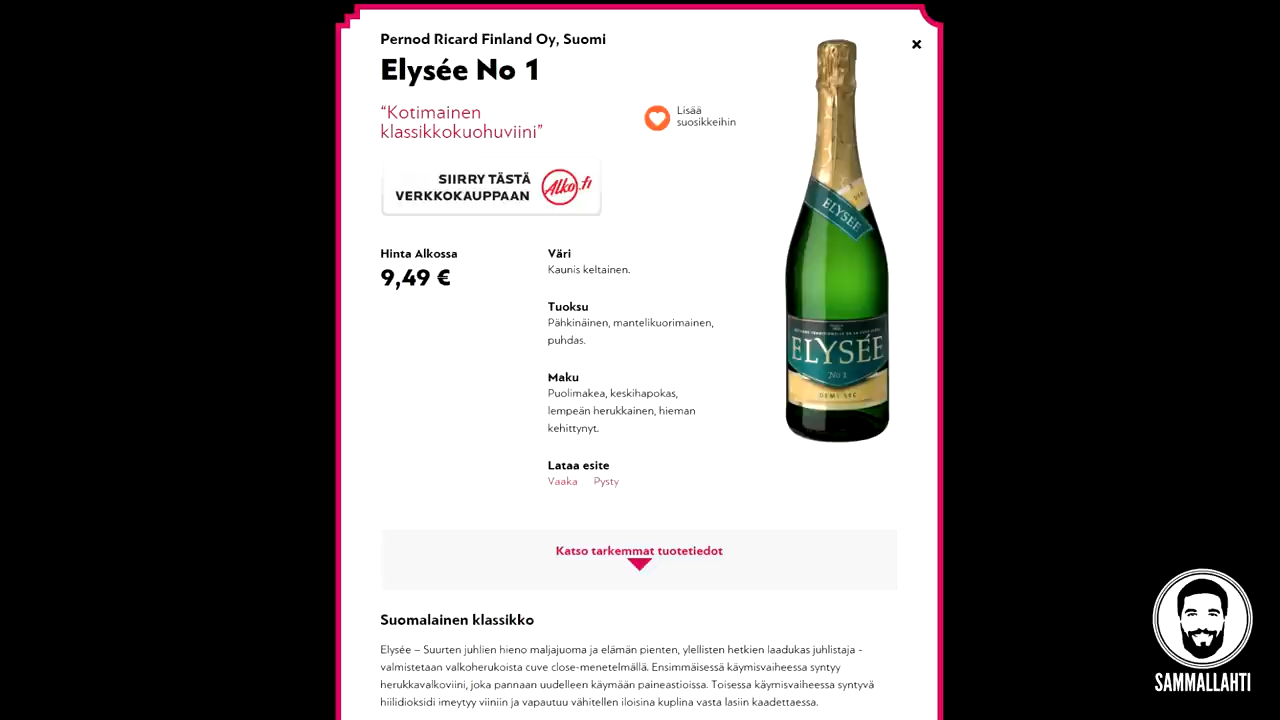 Pernod Ricard Finland Oy, Suomi
Elysée No 1
“Kotimainen
klassikkokuohuviini”
Lisää
suosikkeihin
SIIRRY TÄSTÄ
VERKKOKAUPPAAN
Alko.fi
Hinta Alkossa
9,49 €
Väri
Kaunis keltainen.
Tuoksu
Pähkinäinen, mantelikuorimainen,
puhdas.
Maku
Puolimakea, keskihapokas,
lempeän herukkainen, hieman
kehittynyt.
Lataa esite
Vaaka Pysty
ELYSÉE
ELYSÉE
No 1
DEMI SEC
Katso tarkemmat tuotetiedot
Suomalainen klassikko
Elysée – Suurten juhlien hieno maljajuoma ja elämän pienten, ylellisten hetkien laadukas juhlistaja -
valmistetaan valkoherukoista cuve close-menetelmällä. Ensimmäisessä käymisvaiheessa syntyy
herukkavalkoviini, joka pannaan uudelleen käymään paineastioissa. Toisessa käymisvaiheessa syntyvä
hiilidioksidi imeytyy viiniin ja vapautuu vähitellen iloisina kuplina vasta lasiin kaadettaessa.
SAMMALLAHTI